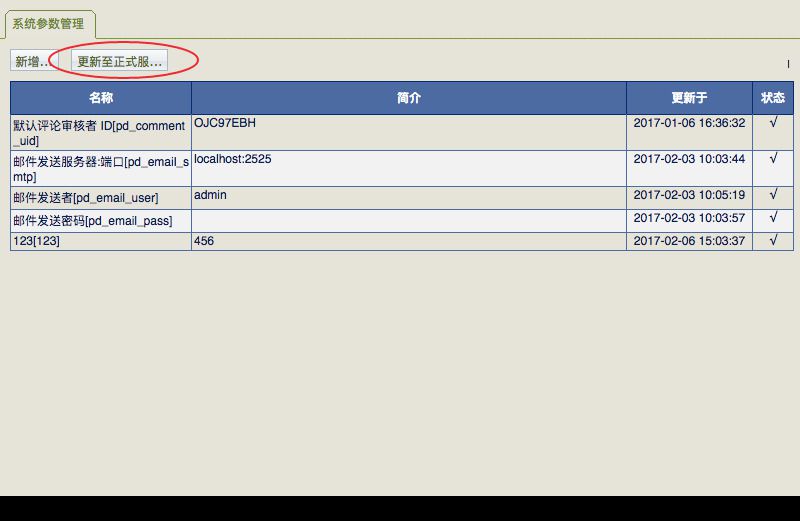 系统参数管理
新增...
更新至正式服...
名称 简介 更新于 状态
默认评论审核者 ID[pd_comment OJC97EBH 2017-01-06 16:36:32 √
_uid]
邮件发送服务器:端口[pd_email_s localhost:2525 2017-02-03 10:03:44 √
mtp]
邮件发送者[pd_email_user] admin 2017-02-03 10:05:19 √
邮件发送密码[pd_email_pass] 2017-02-03 10:03:57 √
123[123] 456 2017-02-06 15:03:37 √